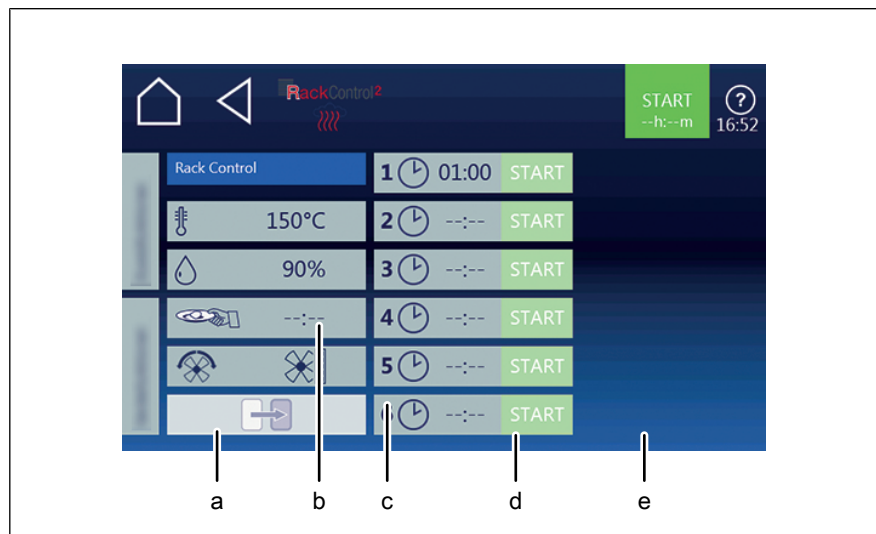 RackControl²
START
--h:--m
?
16:52
Rack Control
1 01:00 START
150°C
2 --:-- START
90%
3 --:-- START
--:--
4 --:-- START
5 --:-- START
6 --:-- START
a b c d e